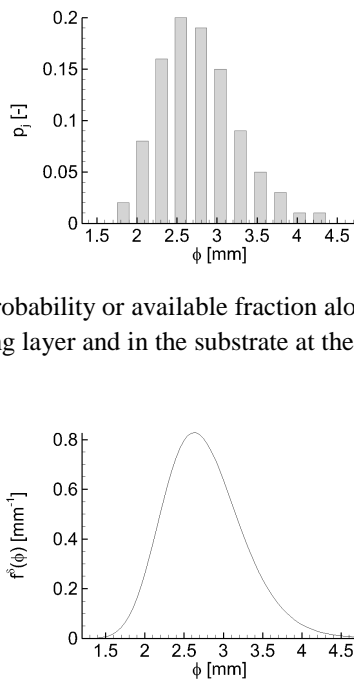 0.2
0.15
0.1
0.05
0
p_j [-]
1.5 2 2.5 3 3.5 4 4.5
ϕ [mm]
robability or available fraction alo
ng layer and in the substrate at the
0.8
0.6
0.4
0.2
0
f^δ(ϕ) [mm^-1]
1.5 2 2.5 3 3.5 4 4.5
ϕ [mm]